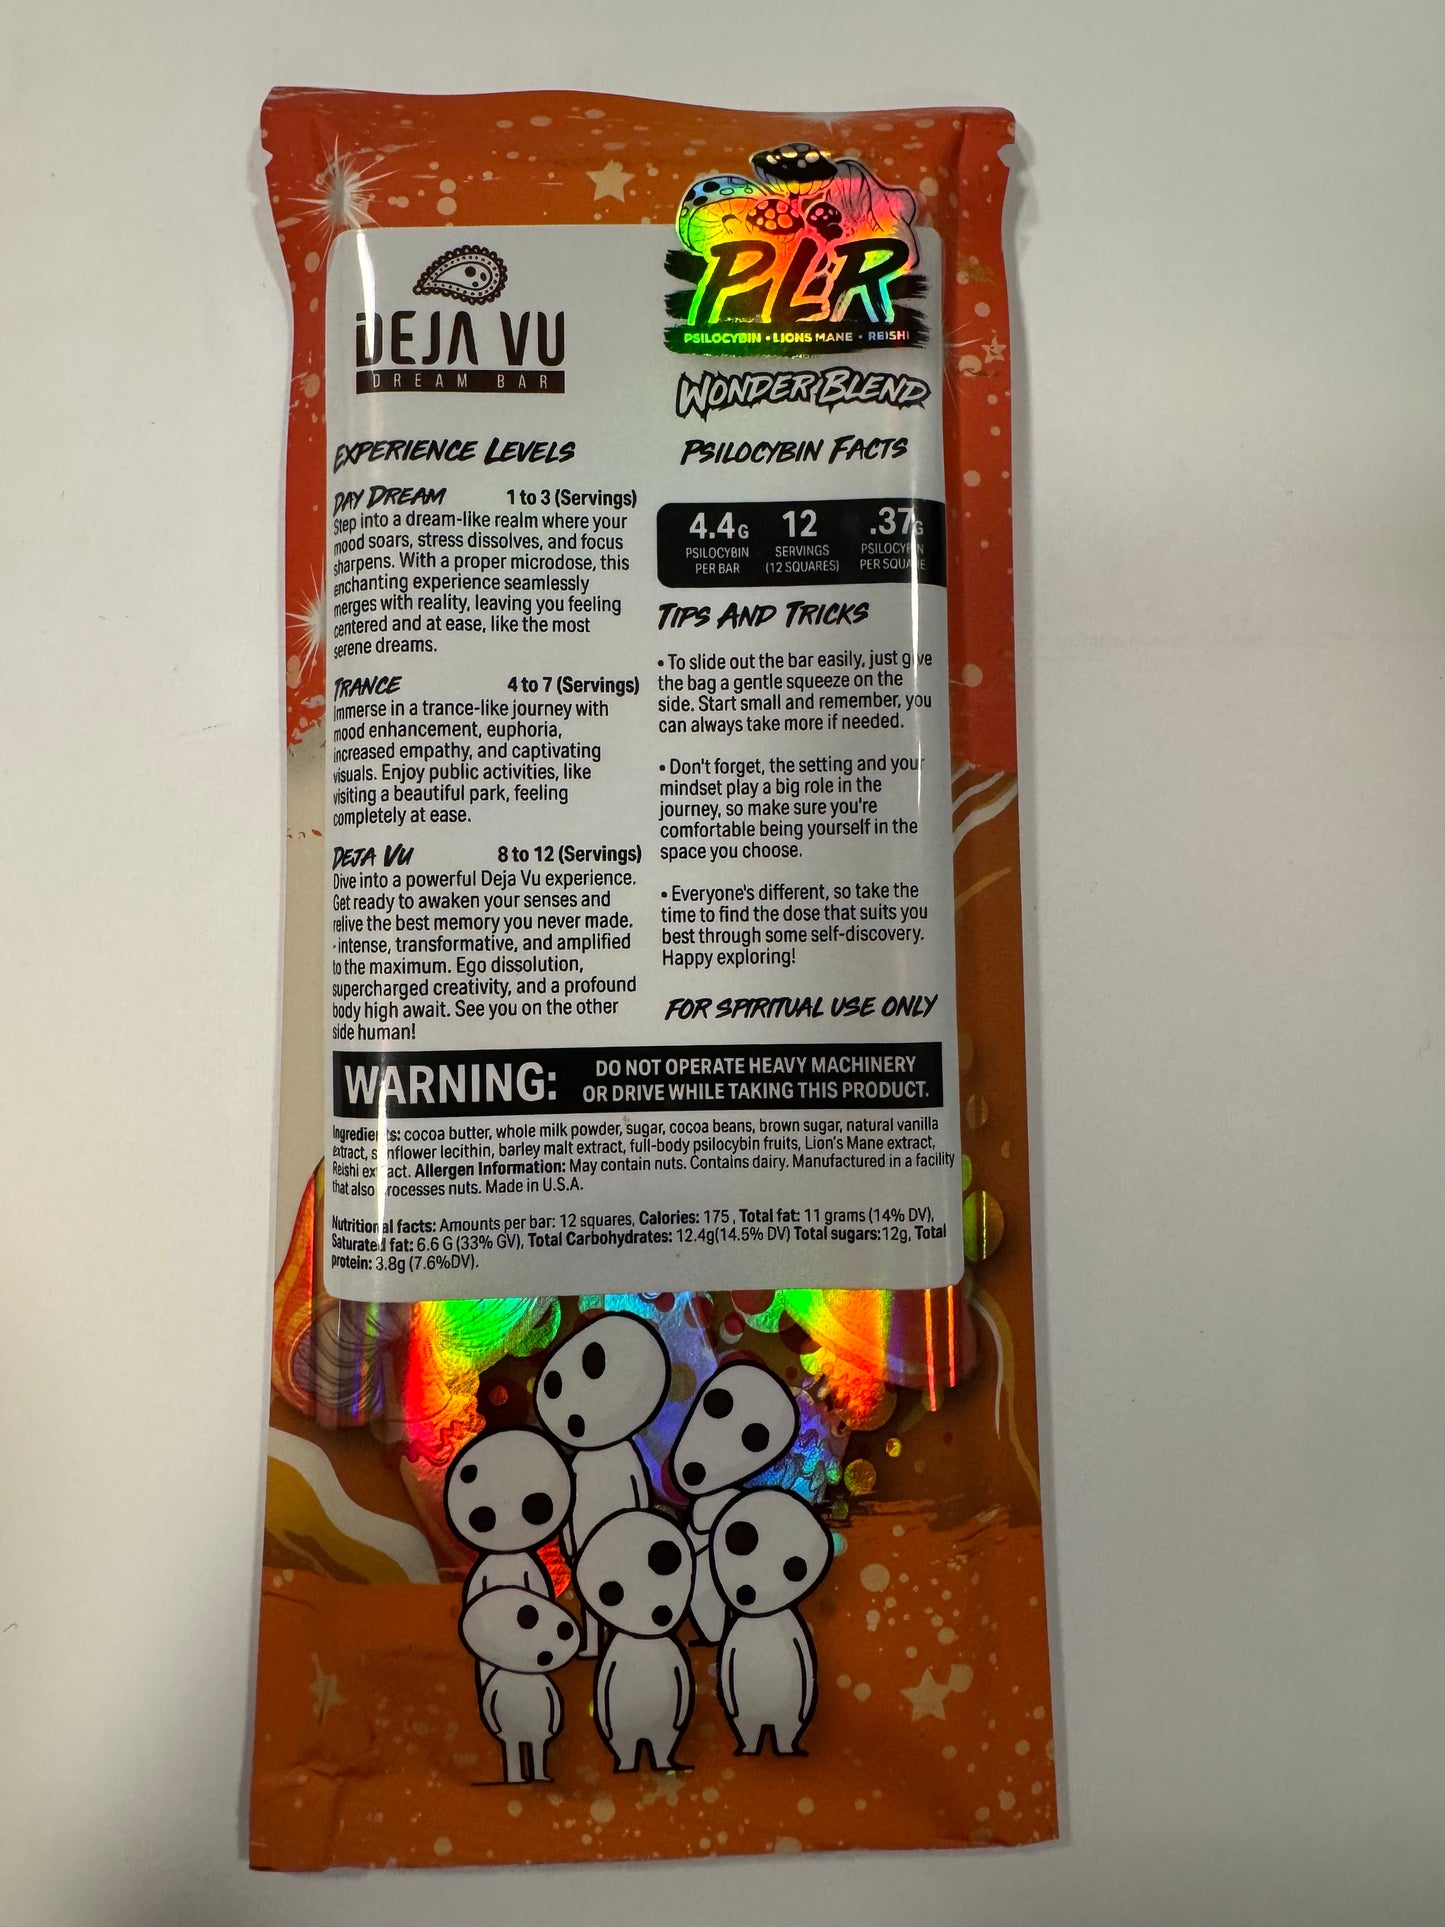 DEJA VU
DREAM BAR
PLR
PSILOCYBIN • LIONS MANE • REISHI
WONDER BLEND
EXPERIENCE LEVELS
DAY DREAM 1 to 3 (Servings)
Step into a dream-like realm where your
mood soars, stress dissolves, and focus
sharpens. With a proper microdose, this
enchanting experience seamlessly
merges with reality, leaving you feeling
centered and at ease, like the most
serene dreams.
TRANCE 4 to 7 (Servings)
Immerse in a trance-like journey with
mood enhancement, euphoria,
increased empathy, and captivating
visuals. Enjoy public activities, like
visiting a beautiful park, feeling
completely at ease.
DEJA VU 8 to 12 (Servings)
Dive into a powerful Deja Vu experience.
Get ready to awaken your senses and
relive the best memory you never made.
- intense, transformative, and amplified
to the maximum. Ego dissolution,
supercharged creativity, and a profound
body high await. See you on the other
side human!
PSILOCYBIN FACTS
4.4G 12 .37G
PSILOCYBIN SERVINGS PSILOCYBIN
PER BAR (12 SQUARES) PER SQUARE
TIPS AND TRICKS
• To slide out the bar easily, just give
the bag a gentle squeeze on the
side. Start small and remember, you
can always take more if needed.
• Don't forget, the setting and your
mindset play a big role in the
journey, so make sure you're
comfortable being yourself in the
space you choose.
• Everyone's different, so take the
time to find the dose that suits you
best through some self-discovery.
Happy exploring!
FOR SPIRITUAL USE ONLY
WARNING: DO NOT OPERATE HEAVY MACHINERY
OR DRIVE WHILE TAKING THIS PRODUCT.
Ingredients: cocoa butter, whole milk powder, sugar, cocoa beans, brown sugar, natural vanilla
extract, sunflower lecithin, barley malt extract, full-body psilocybin fruits, Lion's Mane extract,
Reishi extract. Allergen Information: May contain nuts. Contains dairy. Manufactured in a facility
that also processes nuts. Made in U.S.A.
Nutritional facts: Amounts per bar: 12 squares, Calories: 175, Total fat: 11 grams (14% DV),
Saturated fat: 6.6 G (33% GV), Total Carbohydrates: 12.4g(14.5% DV) Total sugars:12g, Total
protein: 3.8g (7.6%DV).